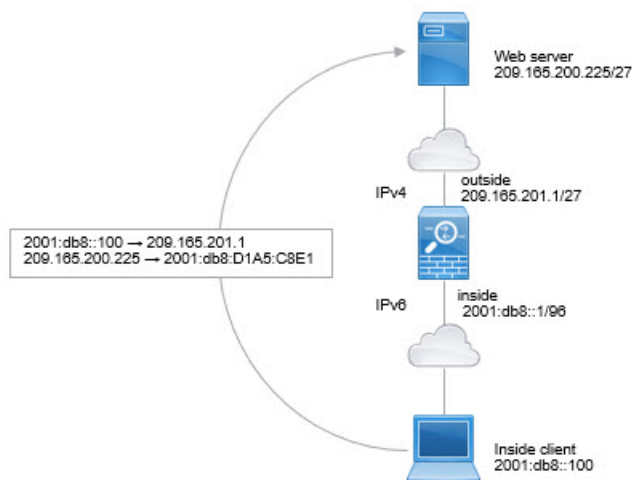 Web server
209.165.200.225/27
outside
209.165.201.1/27
IPv4
2001:db8::100 → 209.165.201.1
209.165.200.225 → 2001:db8:D1A5:C8E1
IPv6
inside
2001:db8::1/96
Inside client
2001:db8::100